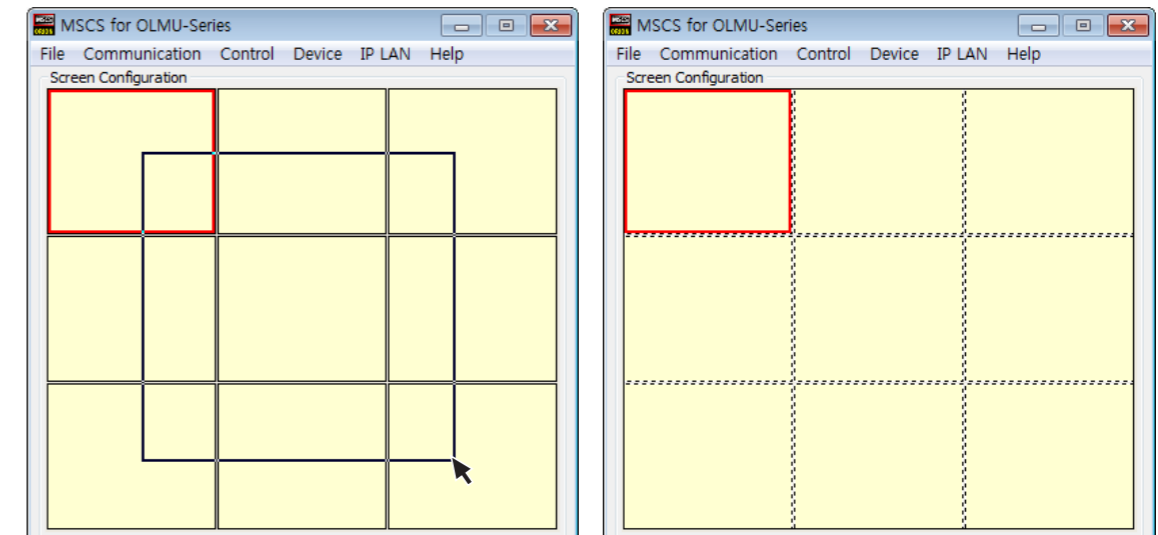 MSCS for OLMU-Series
File Communication Control Device IP LAN Help
Screen Configuration
MSCS for OLMU-Series
File Communication Control Device IP LAN Help
Screen Configuration